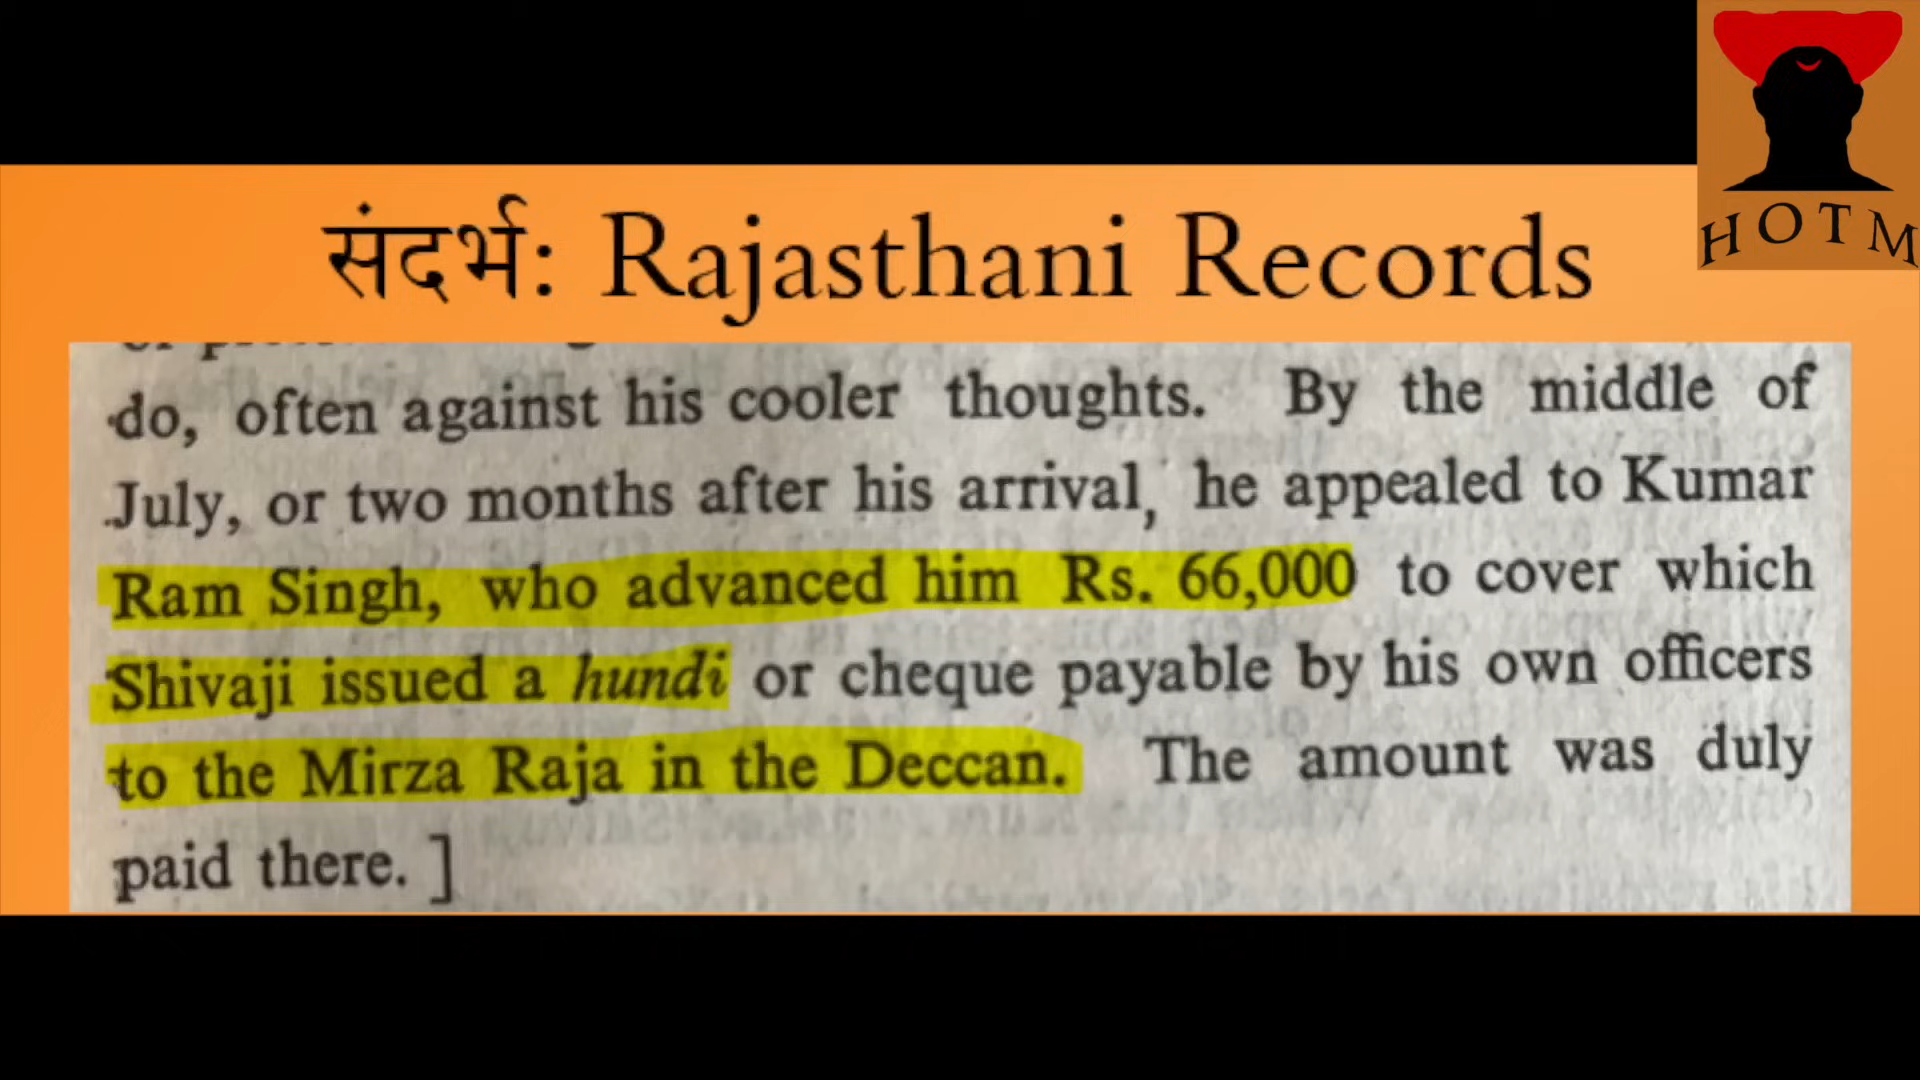 HOTM
संदर्भ: Rajasthani Records
do, often against his cooler thoughts. By the middle of
July, or two months after his arrival, he appealed to Kumar
Ram Singh, who advanced him Rs. 66,000 to cover which
Shivaji issued a hundi or cheque payable by his own officers
to the Mirza Raja in the Deccan. The amount was duly
paid there. ]